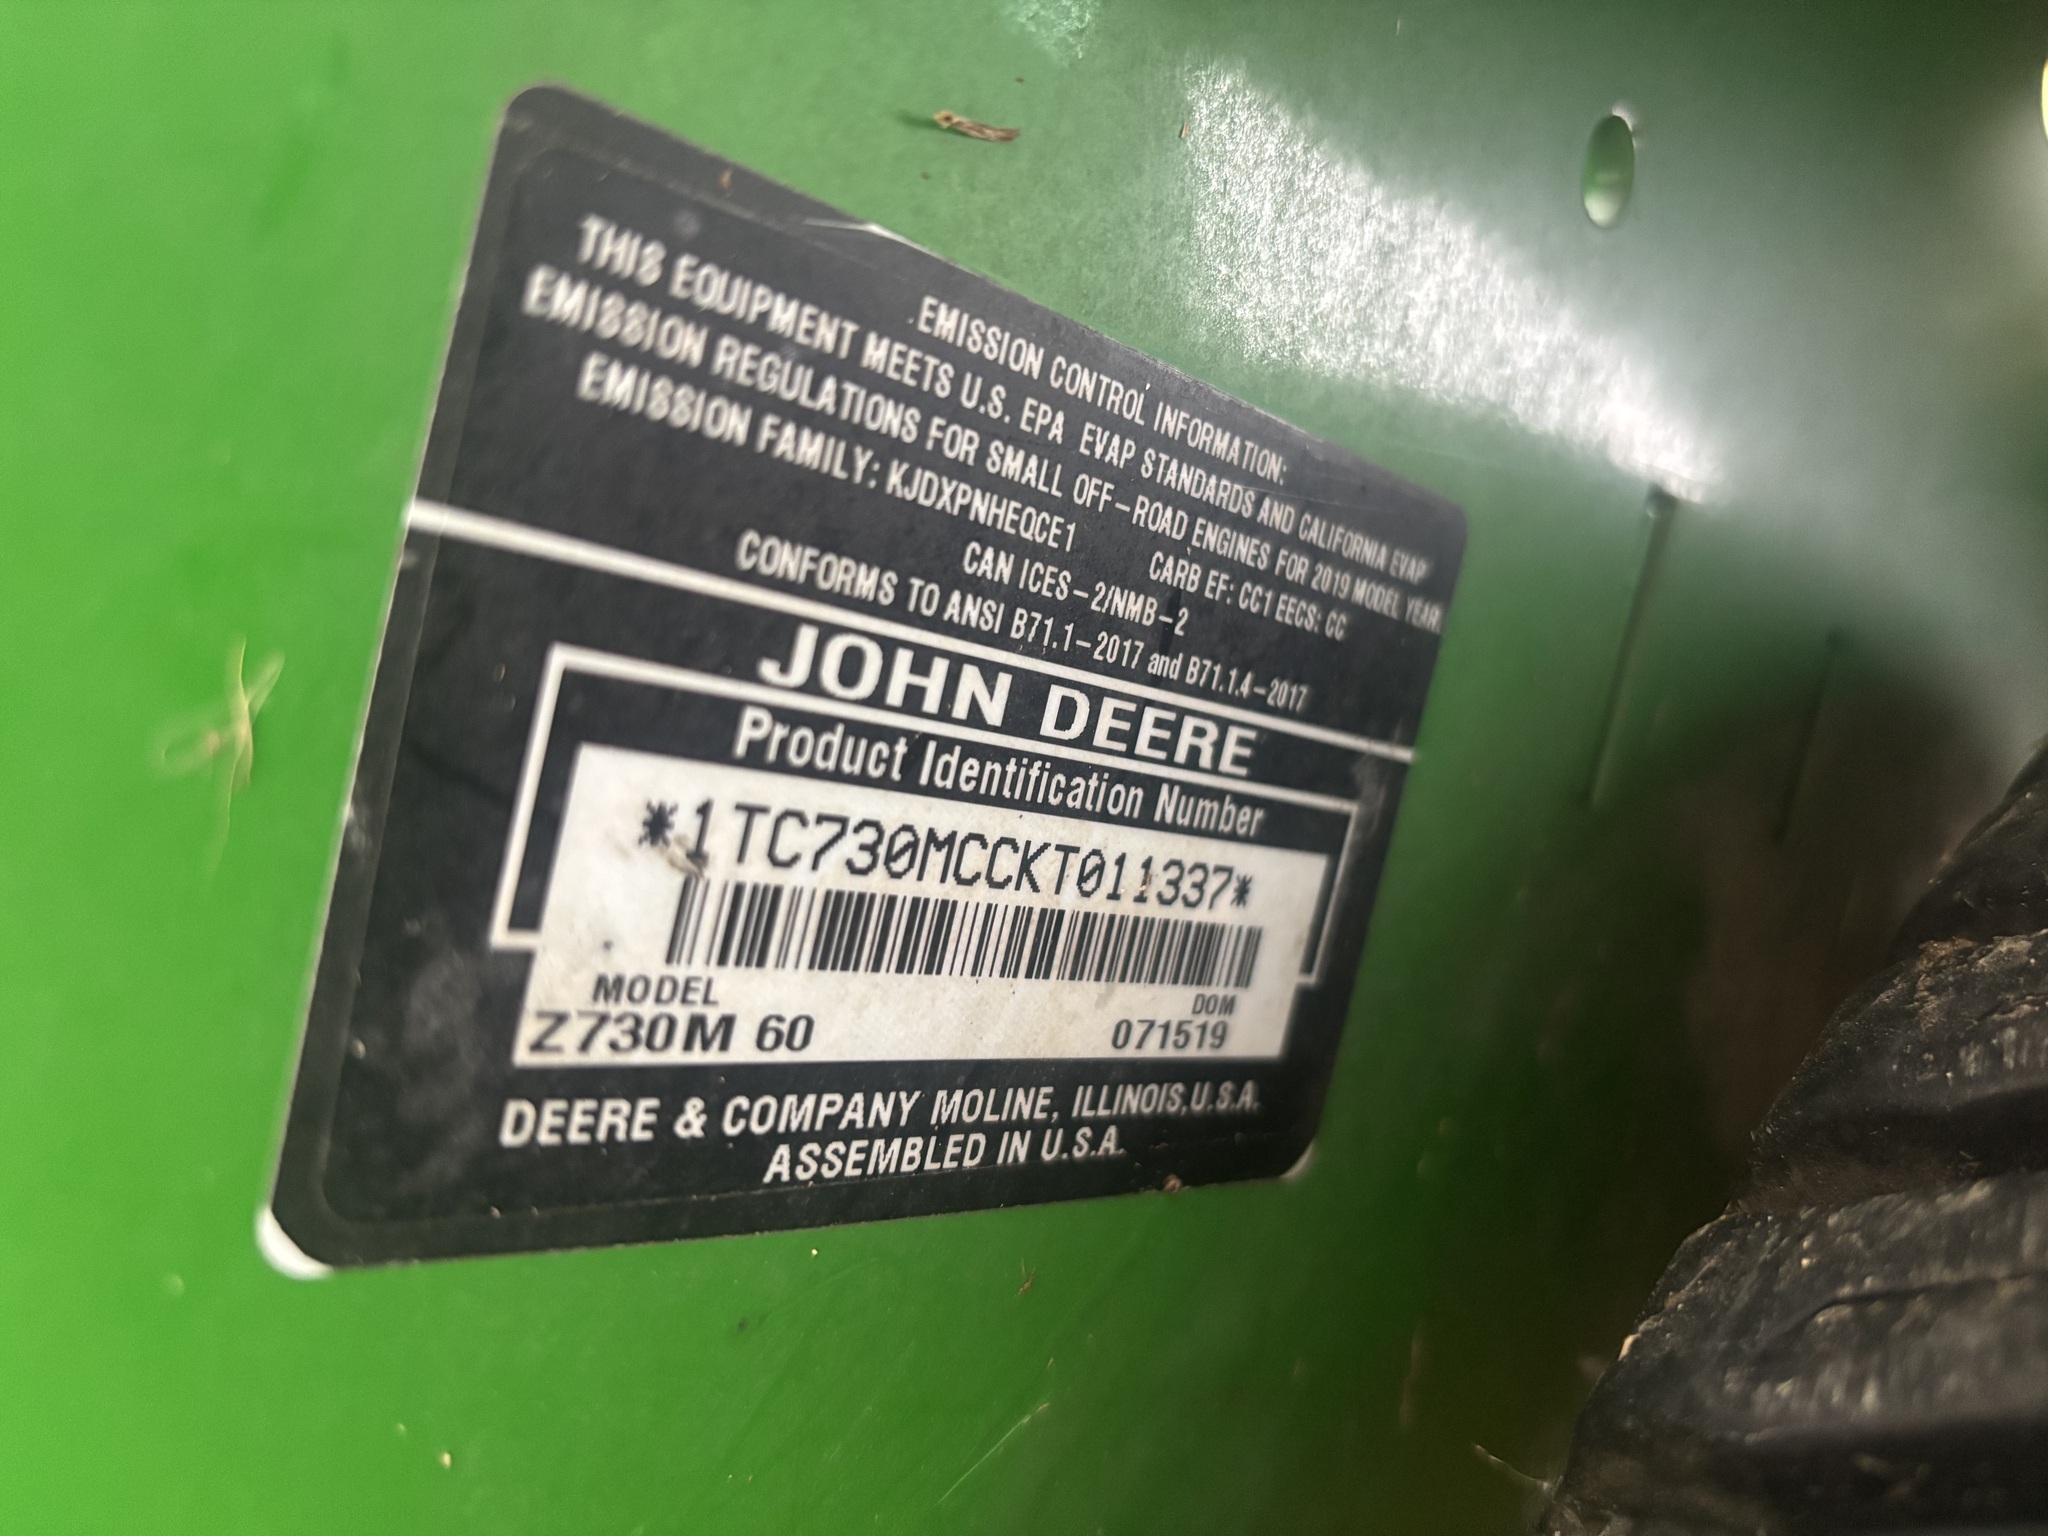 EMISSION CONTROL INFORMATION:
THIS EQUIPMENT MEETS U.S. EPA EVAP STANDARDS AND CALIFORNIA EVAP
EMISSION REGULATIONS FOR SMALL OFF-ROAD ENGINES FOR 2019 MODEL YEAR.
EMISSION FAMILY: KJDXPNHEQCE1 CARB EF: CC1 EECS: CC
CAN ICES-2/NMB-2
CONFORMS TO ANSI B71.1-2017 and B71.1.4-2017
JOHN DEERE
Product Identification Number
*1TC730MCCKT011337*
MODEL DOM
Z730M 60 071519
DEERE & COMPANY MOLINE, ILLINOIS,U.S.A.
ASSEMBLED IN U.S.A.